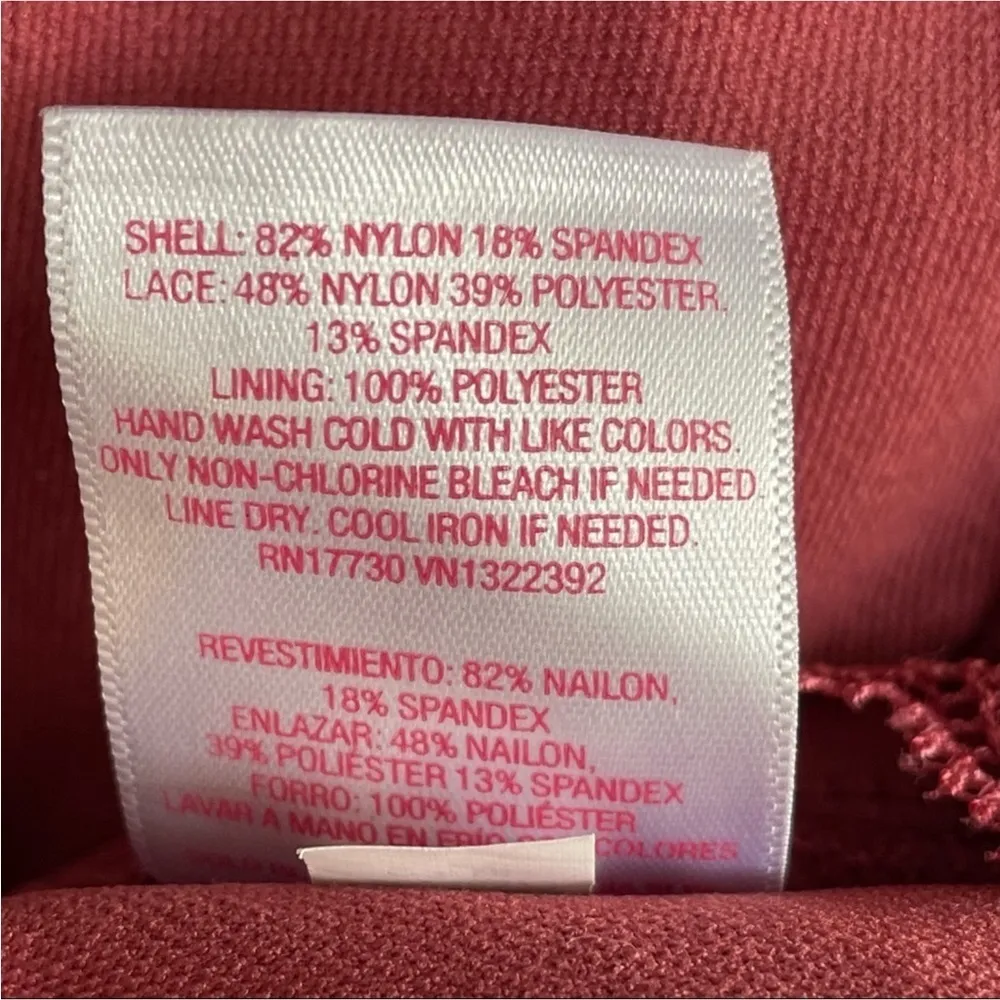 SHELL: 82% NYLON 18% SPANDEX
LACE: 48% NYLON 39% POLYESTER.
13% SPANDEX
LINING: 100% POLYESTER
HAND WASH COLD WITH LIKE COLORS.
ONLY NON-CHLORINE BLEACH IF NEEDED.
LINE DRY. COOL IRON IF NEEDED.
RN17730 VN1322392
REVESTIMIENTO: 82% NAILON,
18% SPANDEX
ENLAZAR: 48% NAILON,
39% POLIÉSTER 13% SPANDEX
FORRO: 100% POLIÉSTER
LAVAR A MANO EN FRÍO COLORES